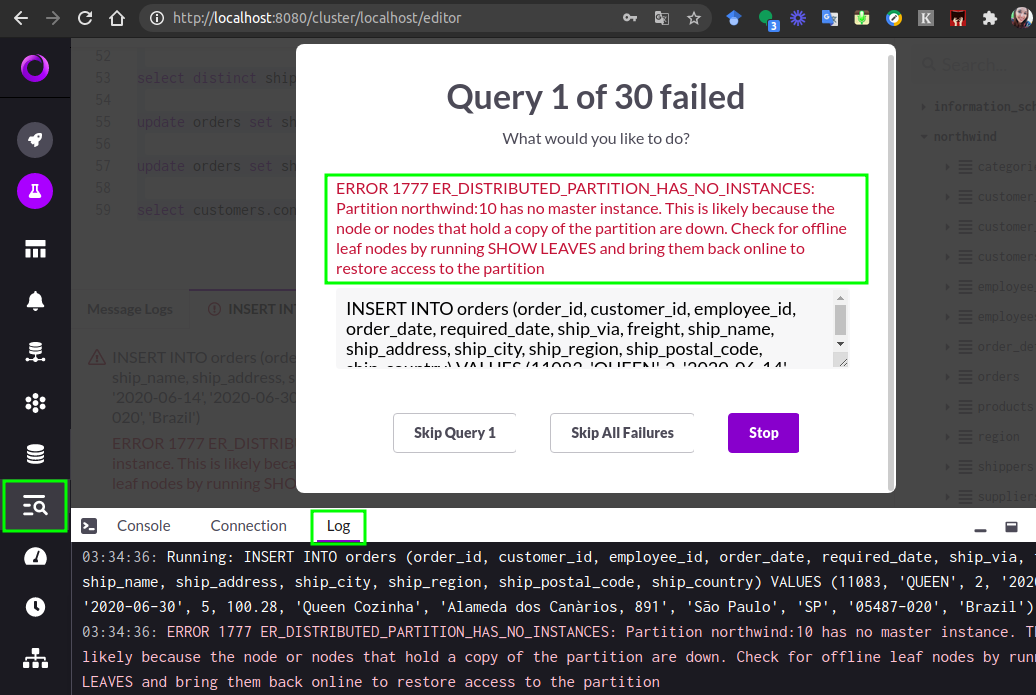 http://localhost:8080/cluster/localhost/editor
3
K
52
53 select distinct ship
54
55 update orders set sh
56
57 update orders set sh
58
59 select customers.con
Search...
information_sch
northwind
categori
customer
customer
customers
employee
employee
order_de
orders
products
region
shippers
supplier
Message Logs
INSERT INT
INSERT INTO orders (orde
ship_name, ship_address, s
'2020-06-14', '2020-06-30
020', 'Brazil')
ERROR 1777 ER_DISTRIB
instance. This is likely beca
leaf nodes by running SHO
Query 1 of 30 failed
What would you like to do?
ERROR 1777 ER_DISTRIBUTED_PARTITION_HAS_NO_INSTANCES:
Partition northwind:10 has no master instance. This is likely because the
node or nodes that hold a copy of the partition are down. Check for offline
leaf nodes by running SHOW LEAVES and bring them back online to
restore access to the partition
INSERT INTO orders (order_id, customer_id, employee_id,
order_date, required_date, ship_via, freight, ship_name,
ship_address, ship_city, ship_region, ship_postal_code,
ship_country) VALUES (11083, 'QUEEN', 2, '2020-06-14',
Skip Query 1
Skip All Failures
Stop
Console
Connection
Log
03:34:36: Running: INSERT INTO orders (order_id, customer_id, employee_id, order_date, required_date, ship_via,
ship_name, ship_address, ship_city, ship_region, ship_postal_code, ship_country) VALUES (11083, 'QUEEN', 2, '202
'2020-06-30', 5, 100.28, 'Queen Cozinha', 'Alameda dos Canàrios, 891', 'São Paulo', 'SP', '05487-020', 'Brazil')
03:34:36: ERROR 1777 ER_DISTRIBUTED_PARTITION_HAS_NO_INSTANCES: Partition northwind:10 has no master instance. T
likely because the node or nodes that hold a copy of the partition are down. Check for offline leaf nodes by run
LEAVES and bring them back online to restore access to the partition